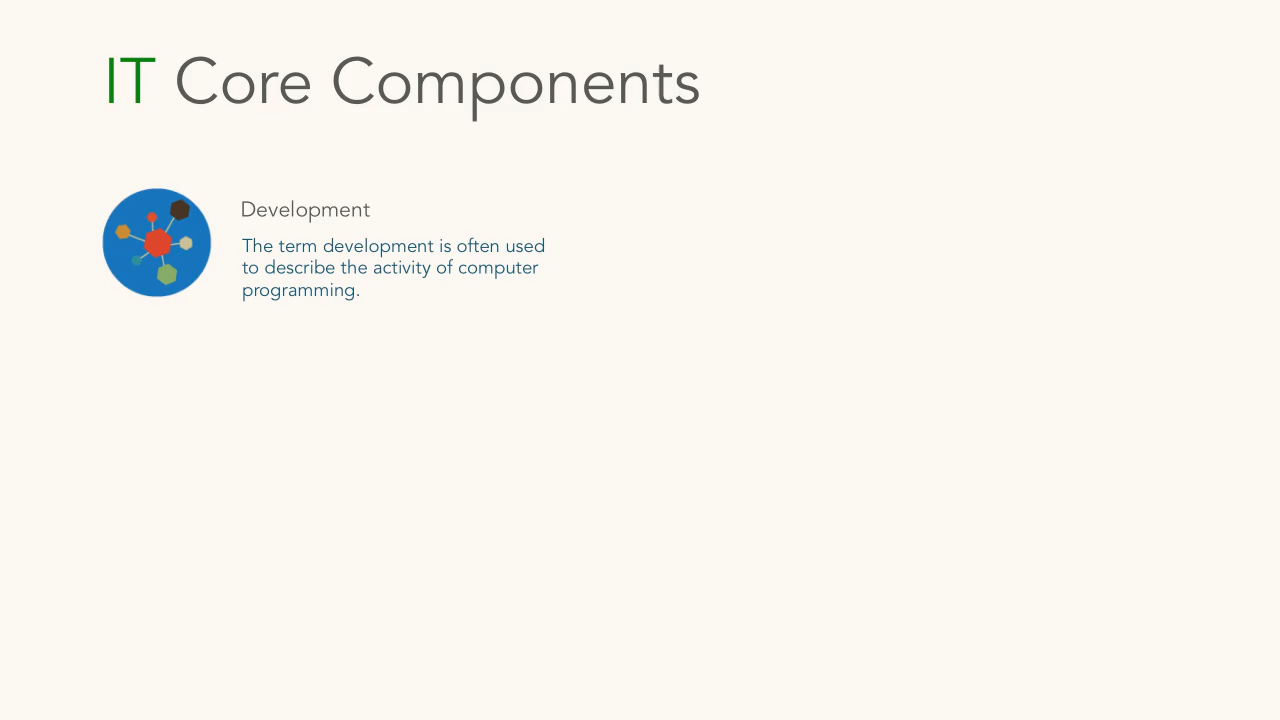 IT Core Components
Development
The term development is often used
to describe the activity of computer
programming.